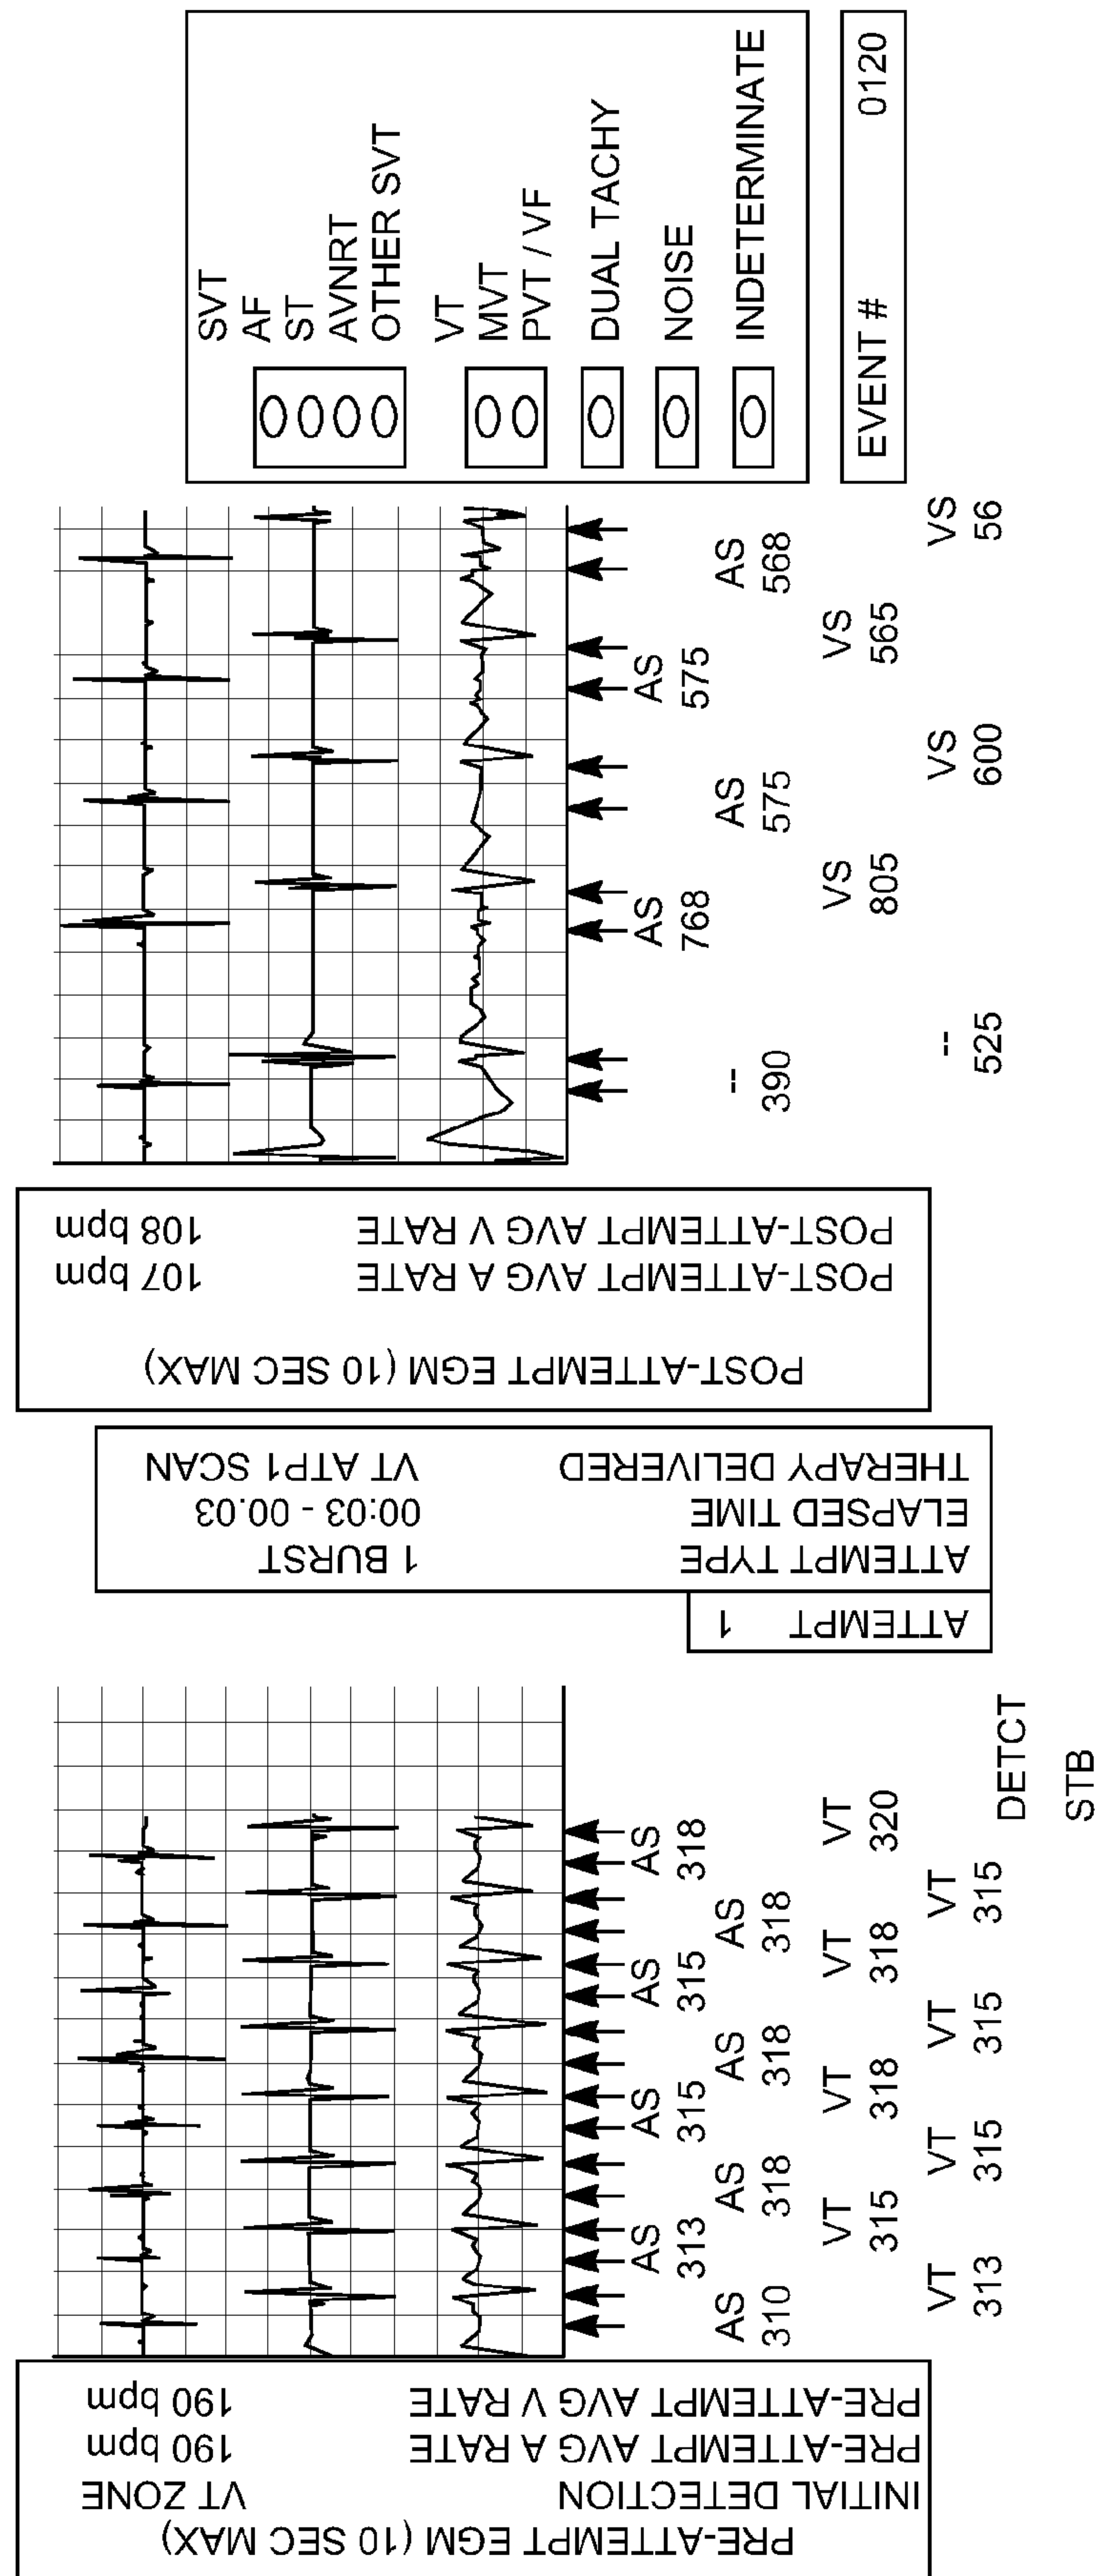 PRE-ATTEMPT EGM (10 SEC MAX)
INITIAL DETECTION VT ZONE
PRE-ATTEMPT AVG A RATE 190 bpm
PRE-ATTEMPT AVG V RATE 190 bpm
AS AS AS AS
313 315 315 318
AS AS AS AS
310 318 318 318
VT VT VT VT
315 318 318 320
VT VT VT VT
313 315 315 315
DETCT
STB
ATTEMPT 1
ATTEMPT TYPE 1 BURST
ELAPSED TIME 00:03 - 00.03
THERAPY DELIVERED VT ATP1 SCAN
POST-ATTEMPT EGM (10 SEC MAX)
POST-ATTEMPT AVG A RATE 107 bpm
POST-ATTEMPT AVG V RATE 108 bpm
AS AS
768 575
-- AS AS
390 575 568
VS VS
805 565
-- VS VS
525 600 56
SVT
AF
ST
AVNRT
OTHER SVT
VT
MVT
PVT / VF
DUAL TACHY
NOISE
INDETERMINATE
EVENT # 0120